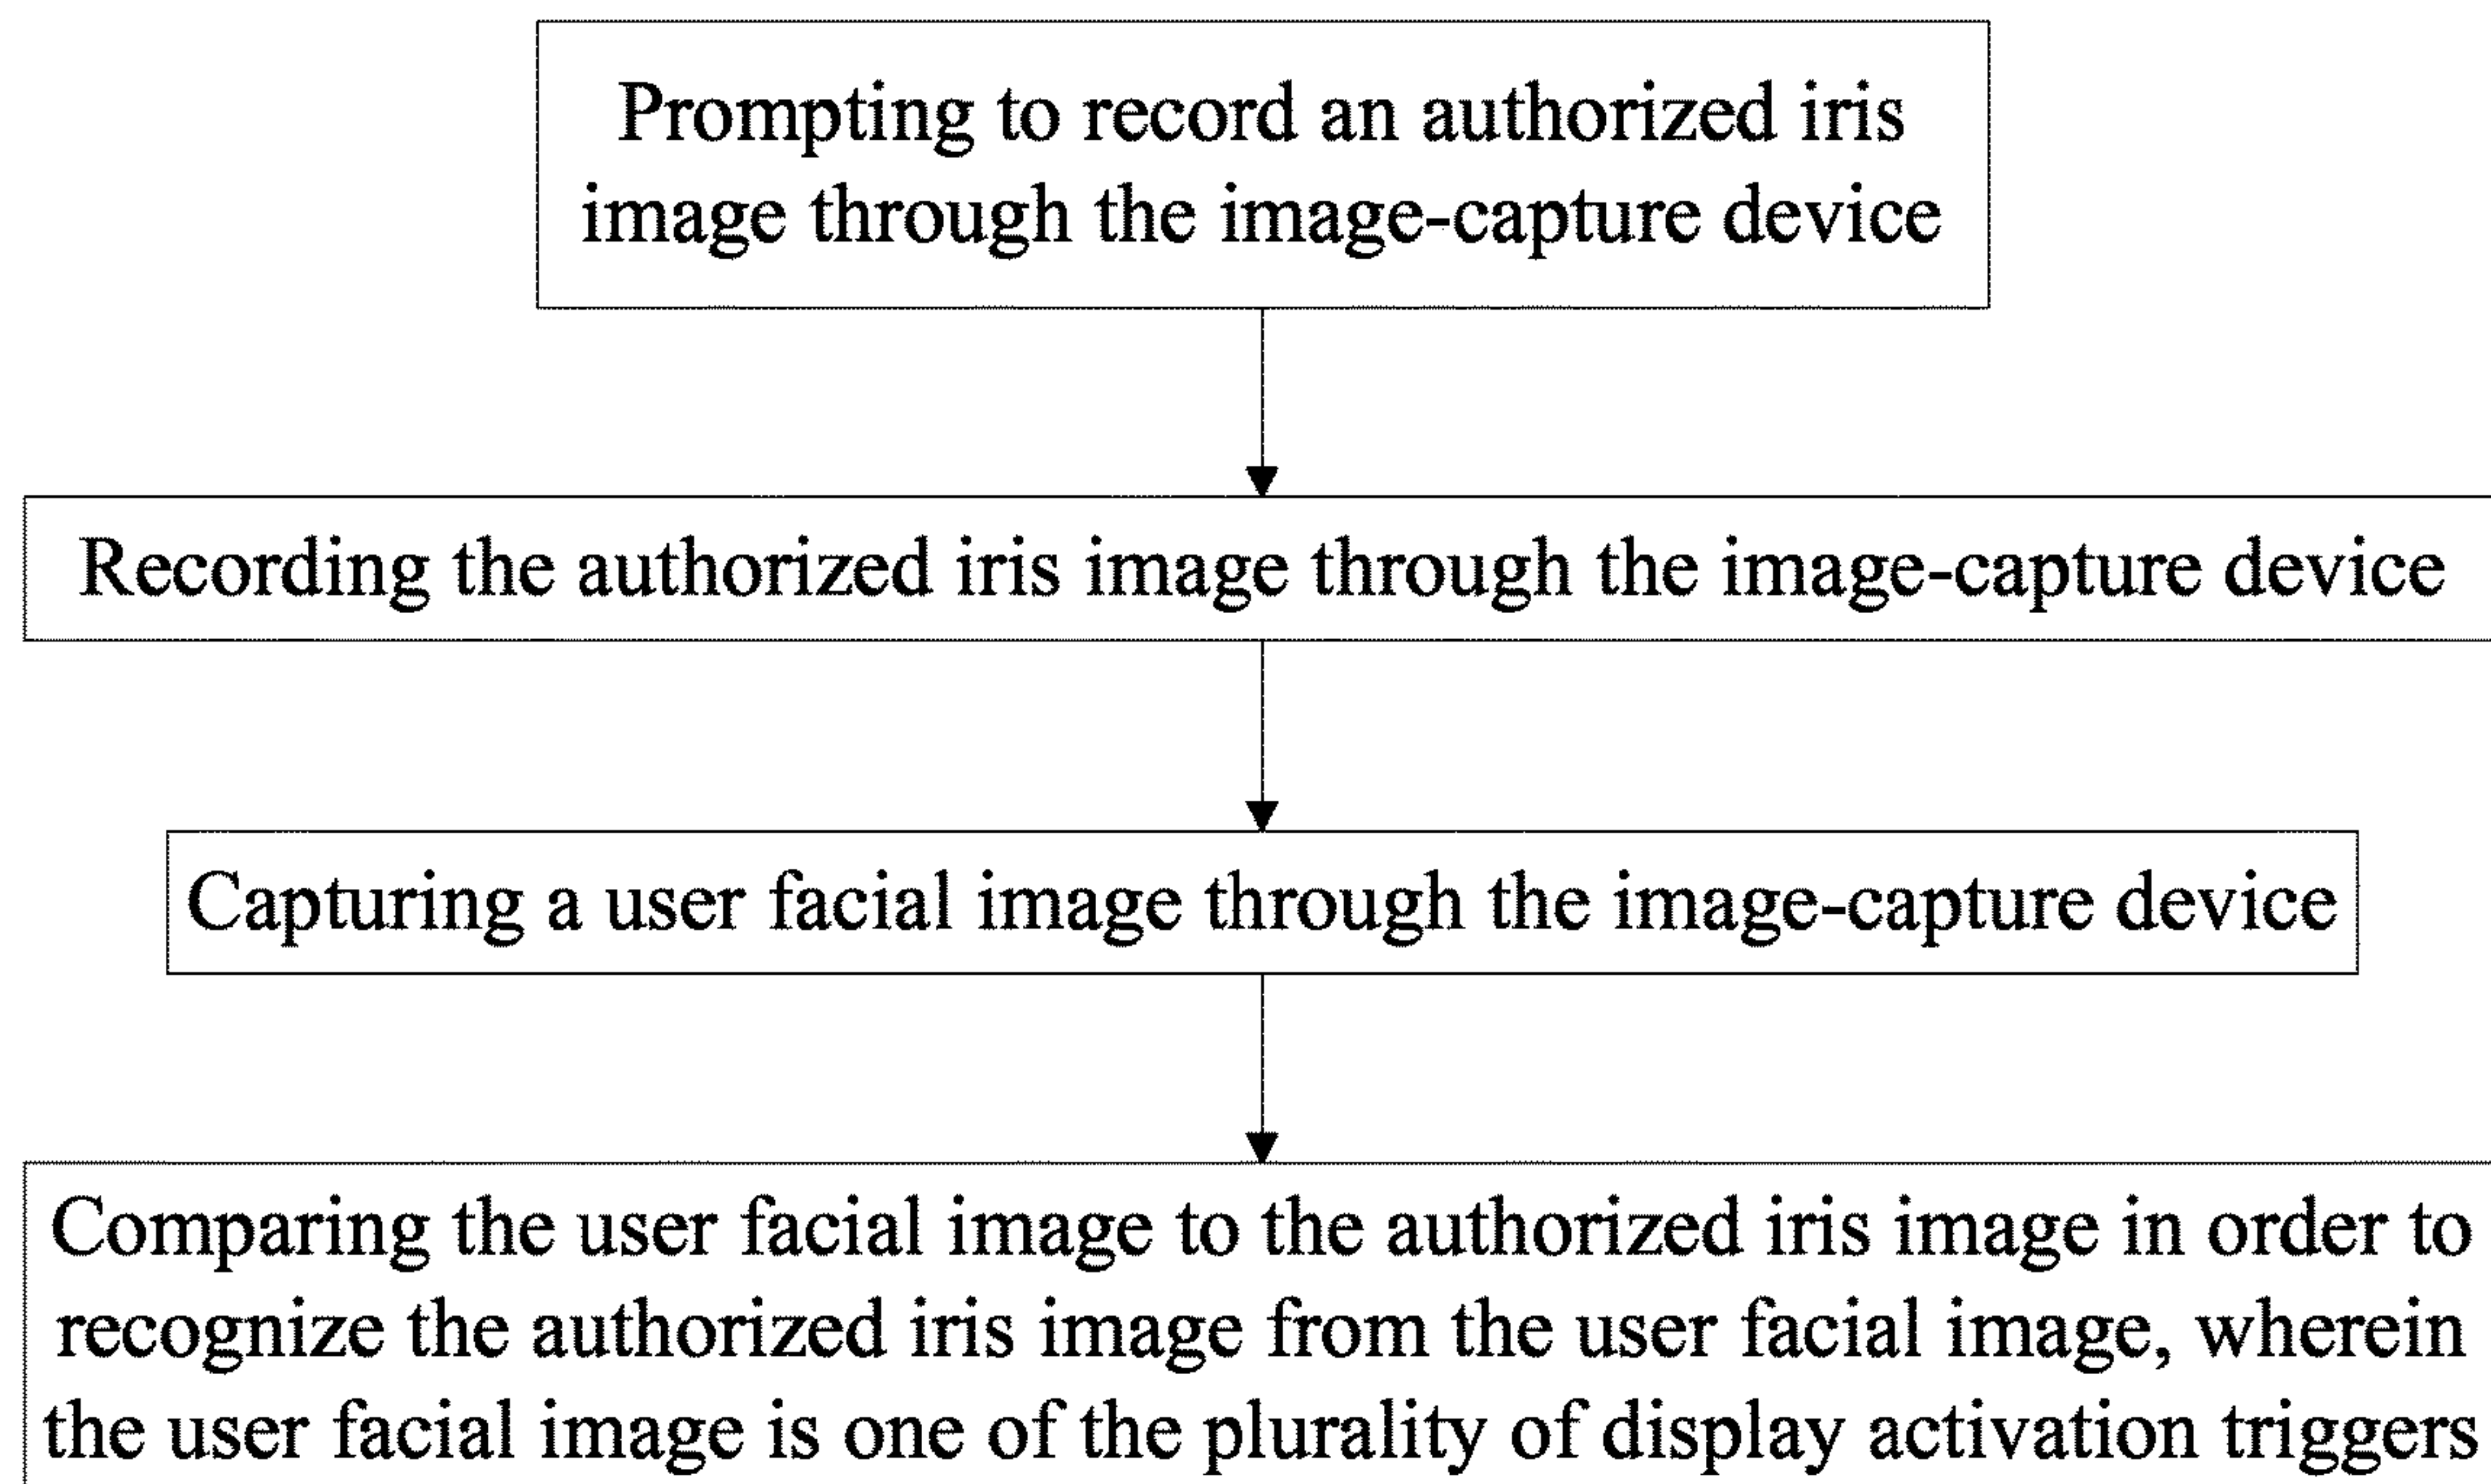 Prompting to record an authorized iris
image through the image-capture device
Recording the authorized iris image through the image-capture device
Capturing a user facial image through the image-capture device
Comparing the user facial image to the authorized iris image in order to
recognize the authorized iris image from the user facial image, wherein
the user facial image is one of the plurality of display activation triggers